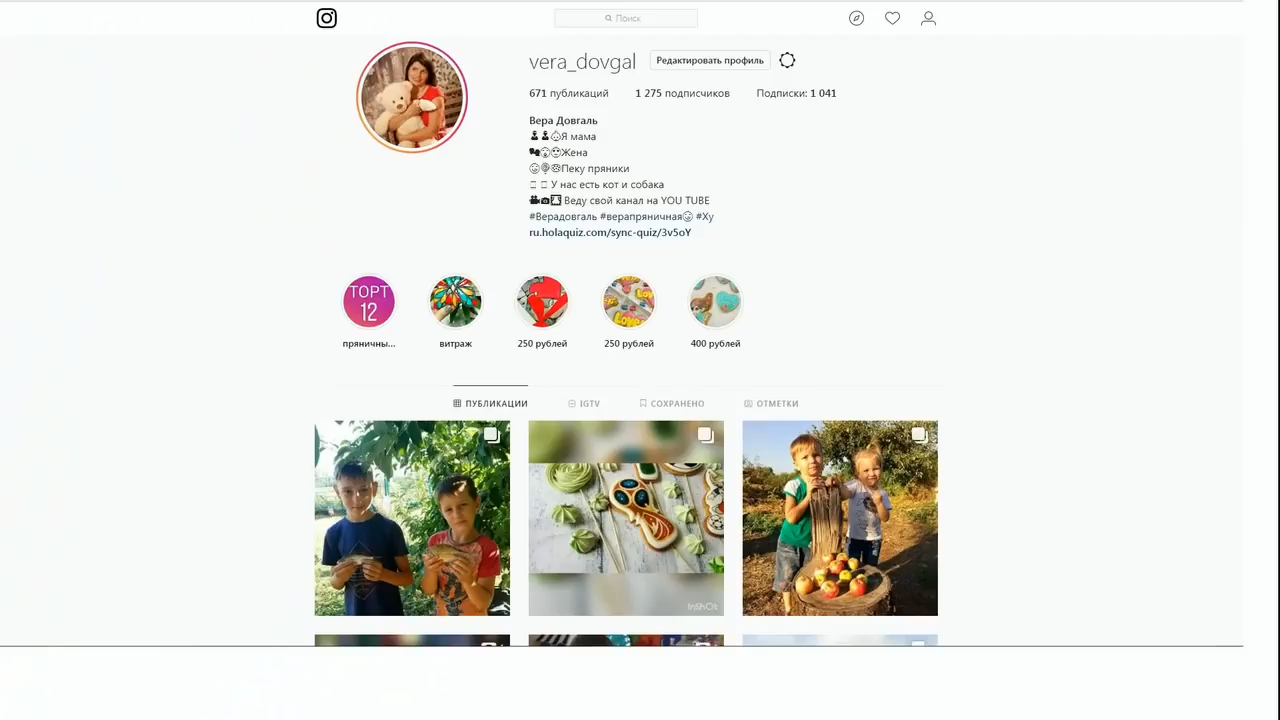 Поиск
vera_dovgal Редактировать профиль
671 публикаций 1 275 подписчиков Подписки: 1 041
Вера Довгаль
Я мама
Жена
Пеку пряники
У нас есть кот и собака
Веду свой канал на YOU TUBE
#Верадовгаль #верапряничная #Ху
ru.holaquiz.com/sync-quiz/3v5oY
ТОРТ
12
пряничны... витраж 250 рублей 250 рублей 400 рублей
ПУБЛИКАЦИИ IGTV СОХРАНЕНО ОТМЕТКИ
InShOt